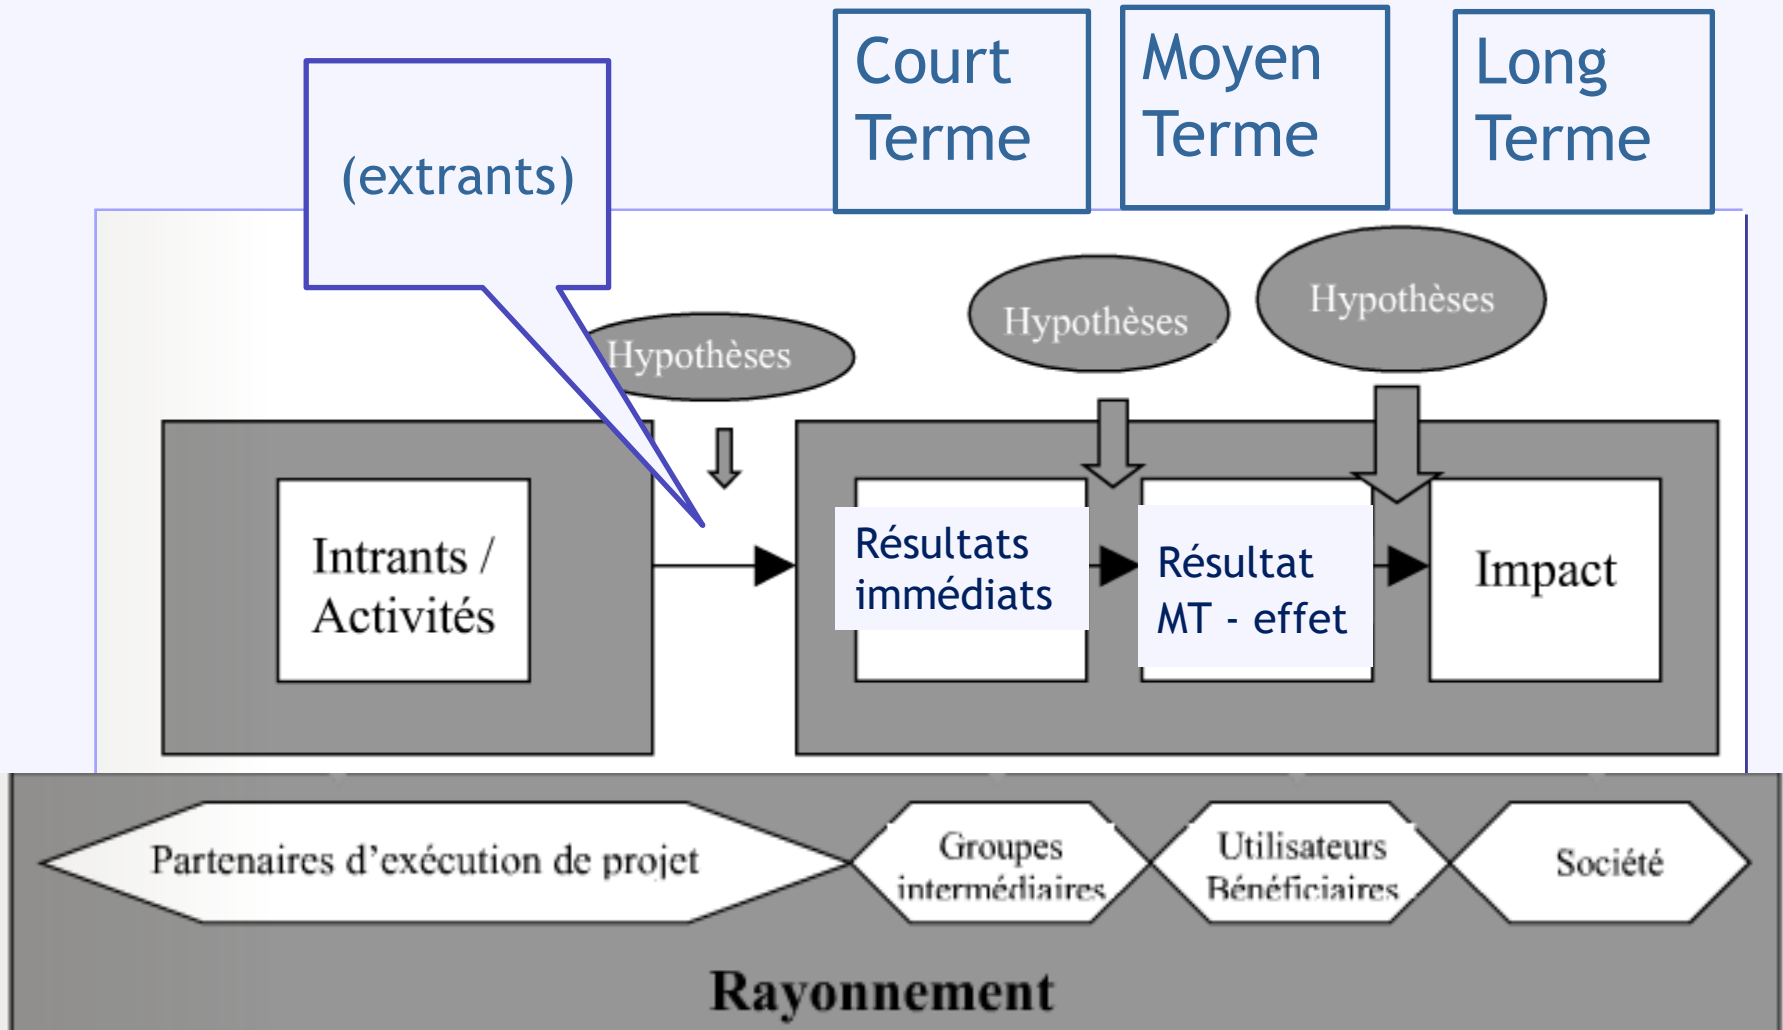 Court
Terme
Moyen
Terme
Long
Terme
(extrants)
Hypothèses
Hypothèses
Hypothèses
Intrants /
Activités
Résultats
immédiats
Résultat
MT - effet
Impact
Partenaires d’exécution de projet
Groupes
intermédiaires
Utilisateurs
Bénéficiaires
Société
Rayonnement